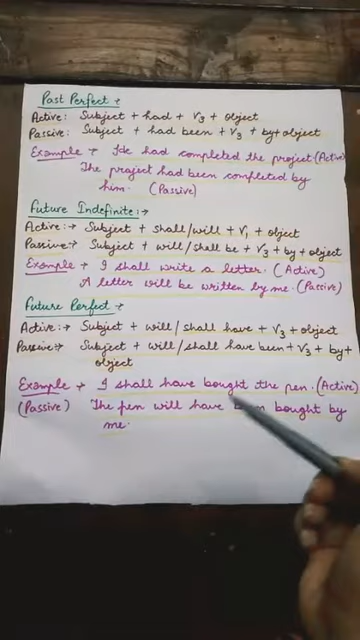 Past Perfect →
Active: Subject + had + V3 + object
Passive: Subject + had been + V3 + by + object
Example → He had completed the project (Active)
The project had been completed by
him. (Passive)
Future Indefinite :→
Active :→ Subject + shall/will + V1 + object
Passive :→ Subject + will/shall be + V3 + by + object
Example → I shall write a letter. (Active)
A letter will be written by me. (Passive)
Future Perfect →
Active :→ Subject + will/shall have + V3 + object
Passive :→ Subject + will/shall have been + V3 + by +
object
Example → I shall have bought the pen. (Active)
(Passive) The pen will have been bought by
me.